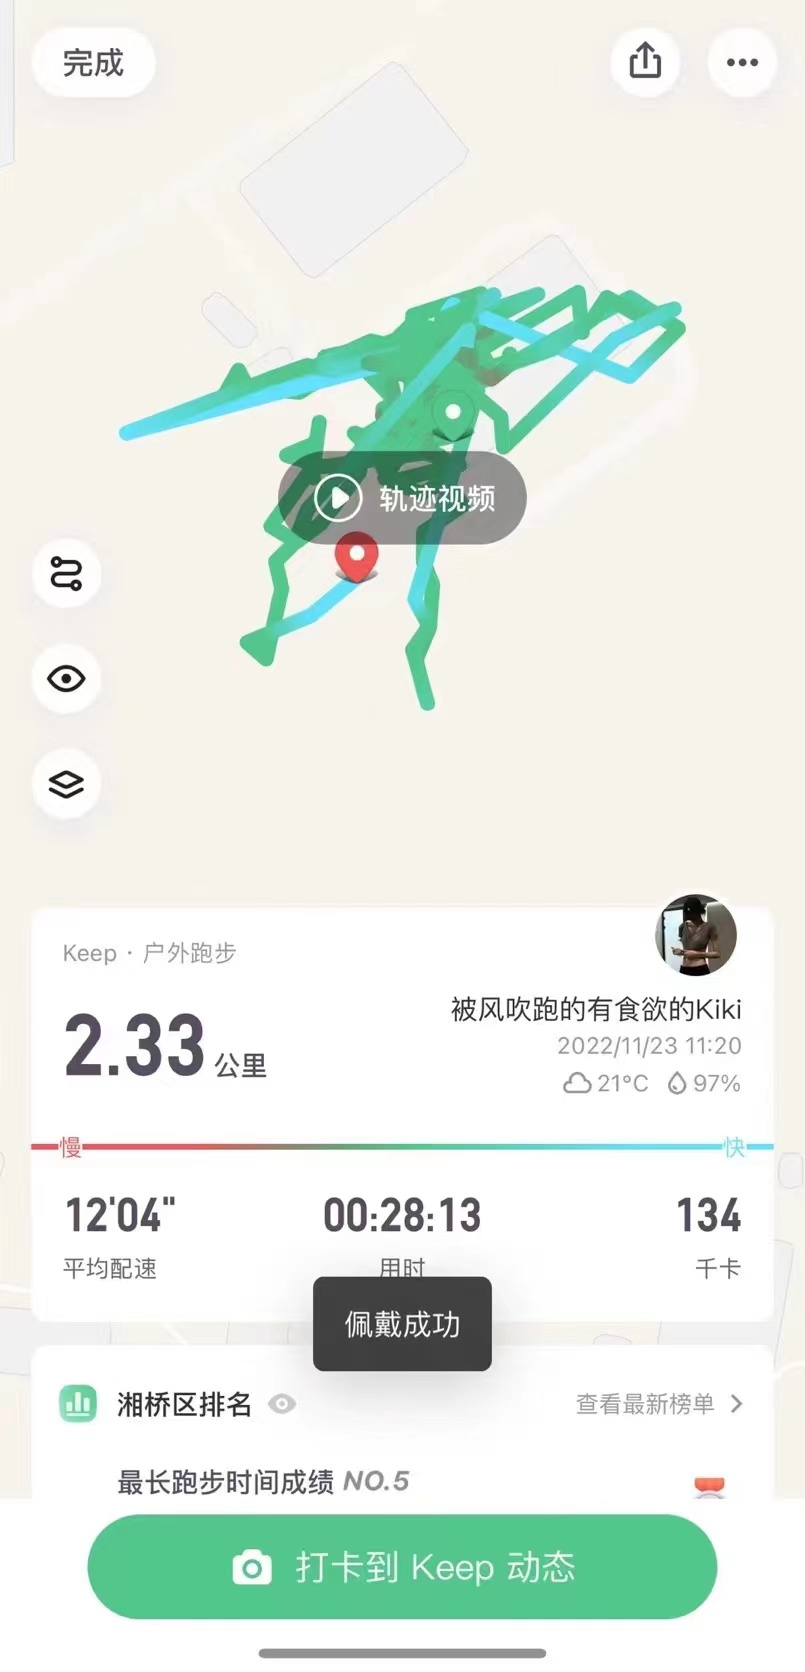 完成
轨迹视频
Keep · 户外跑步
2.33 公里
被风吹跑的有食欲的Kiki
2022/11/23 11:20
21°C 97%
慢 快
12'04" 00:28:13 134
平均配速 用时 千卡
佩戴成功
湘桥区排名 查看最新榜单
最长跑步时间成绩 NO.5
打卡到 Keep 动态